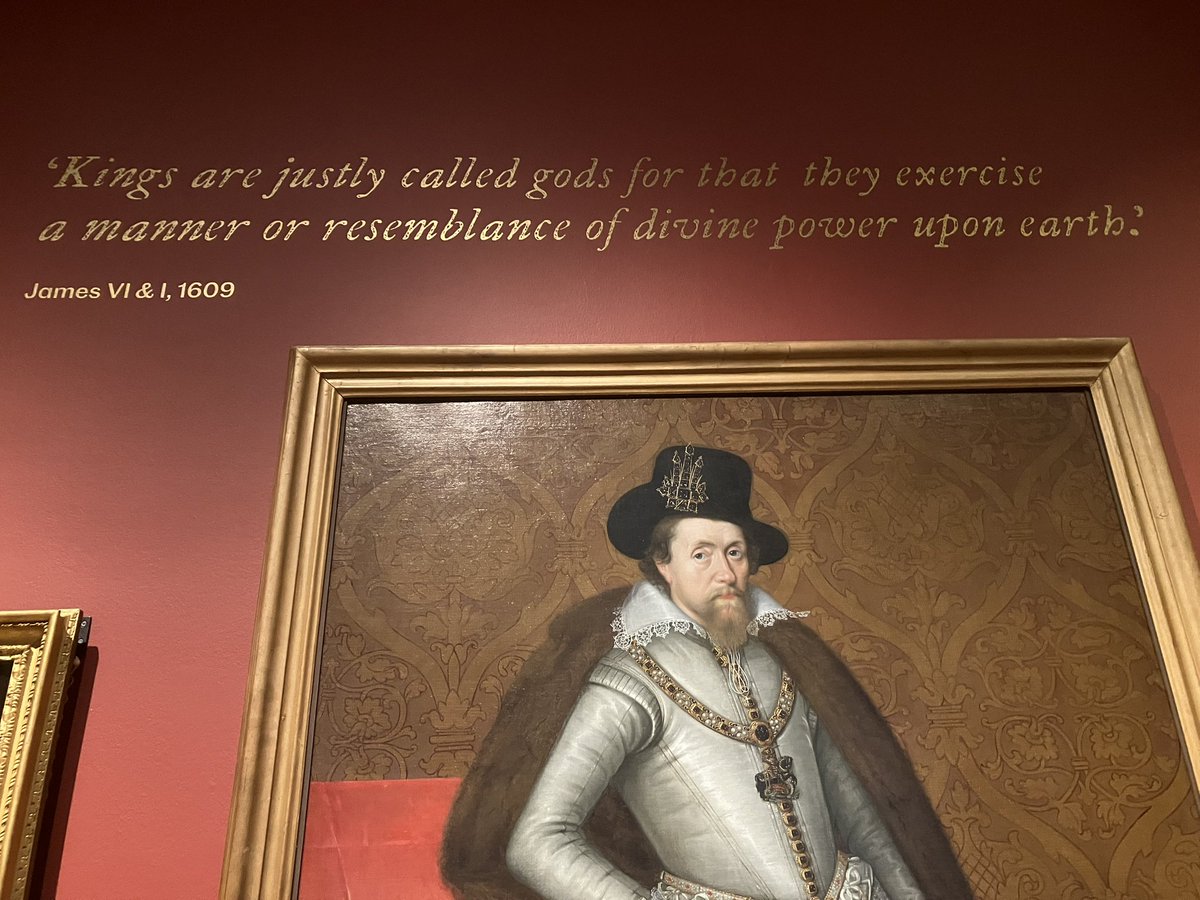 ‘Kings are justly called gods for that they exercise
a manner or resemblance of divine power upon earth.’
James VI & I, 1609